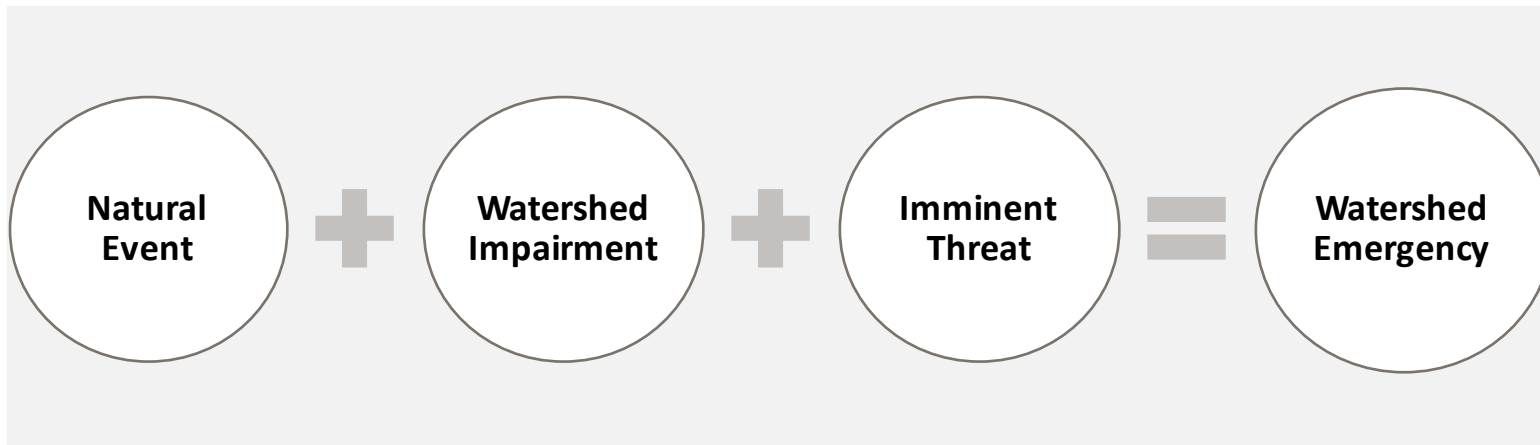 Natural
Event
Watershed
Impairment
Imminent
Threat
Watershed
Emergency